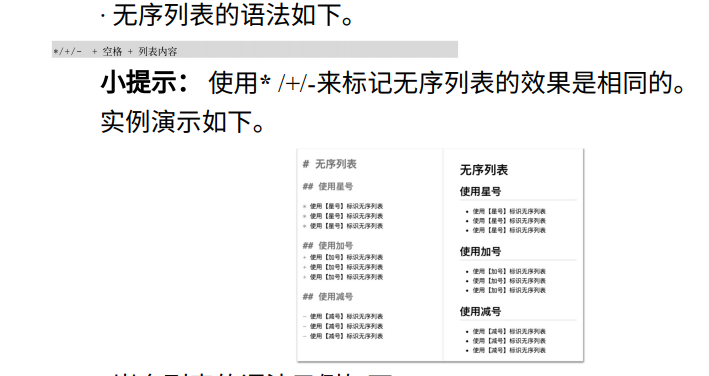 · 无序列表的语法如下。
*/+/-  + 空格 + 列表内容
小提示： 使用* /+/-来标记无序列表的效果是相同的。
实例演示如下。
# 无序列表
## 使用星号
* 使用【星号】标识无序列表
* 使用【星号】标识无序列表
* 使用【星号】标识无序列表
## 使用加号
+ 使用【加号】标识无序列表
+ 使用【加号】标识无序列表
+ 使用【加号】标识无序列表
## 使用减号
- 使用【减号】标识无序列表
- 使用【减号】标识无序列表
- 使用【减号】标识无序列表
无序列表
使用星号
• 使用【星号】标识无序列表
• 使用【星号】标识无序列表
• 使用【星号】标识无序列表
使用加号
• 使用【加号】标识无序列表
• 使用【加号】标识无序列表
• 使用【加号】标识无序列表
使用减号
• 使用【减号】标识无序列表
• 使用【减号】标识无序列表
• 使用【减号】标识无序列表